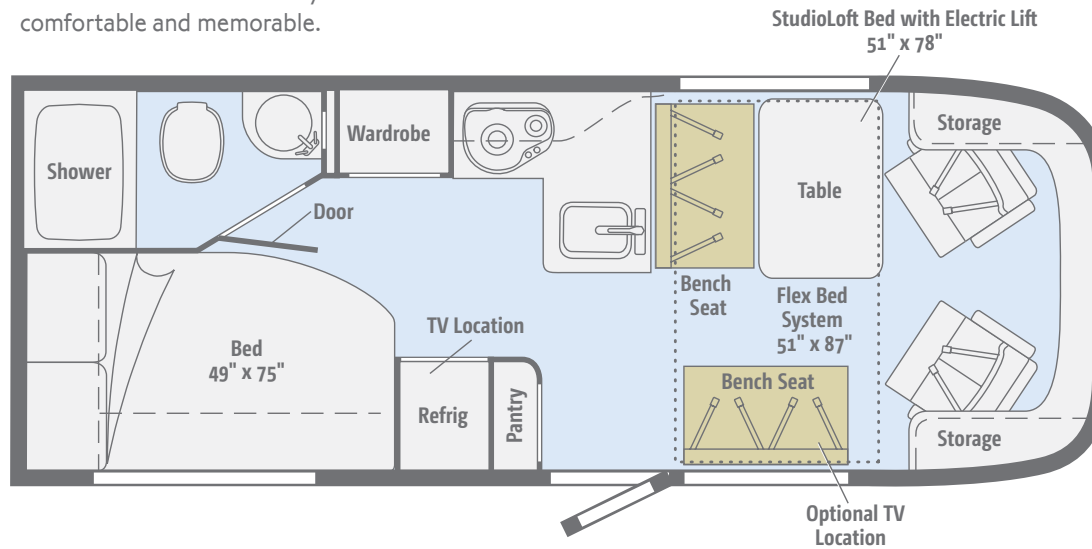 comfortable and memorable.
StudioLoft Bed with Electric Lift
51" x 78"
Storage
Wardrobe
Shower
Table
Door
Bench
Seat
Flex Bed
System
51" x 87"
TV Location
Bed
49" x 75"
Bench Seat
Refrig
Pantry
Storage
Optional TV
Location